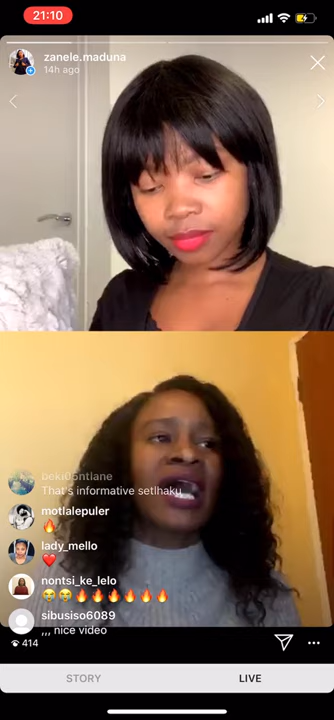 21:10
zanele.maduna
14h ago
That's informative setlhaku
motlalepuler
🔥
lady_mello
❤️
nontsi_ke_lelo
😭😭🔥🔥🔥🔥🔥🔥
sibusiso6089
,,, nice video
414
STORY
LIVE